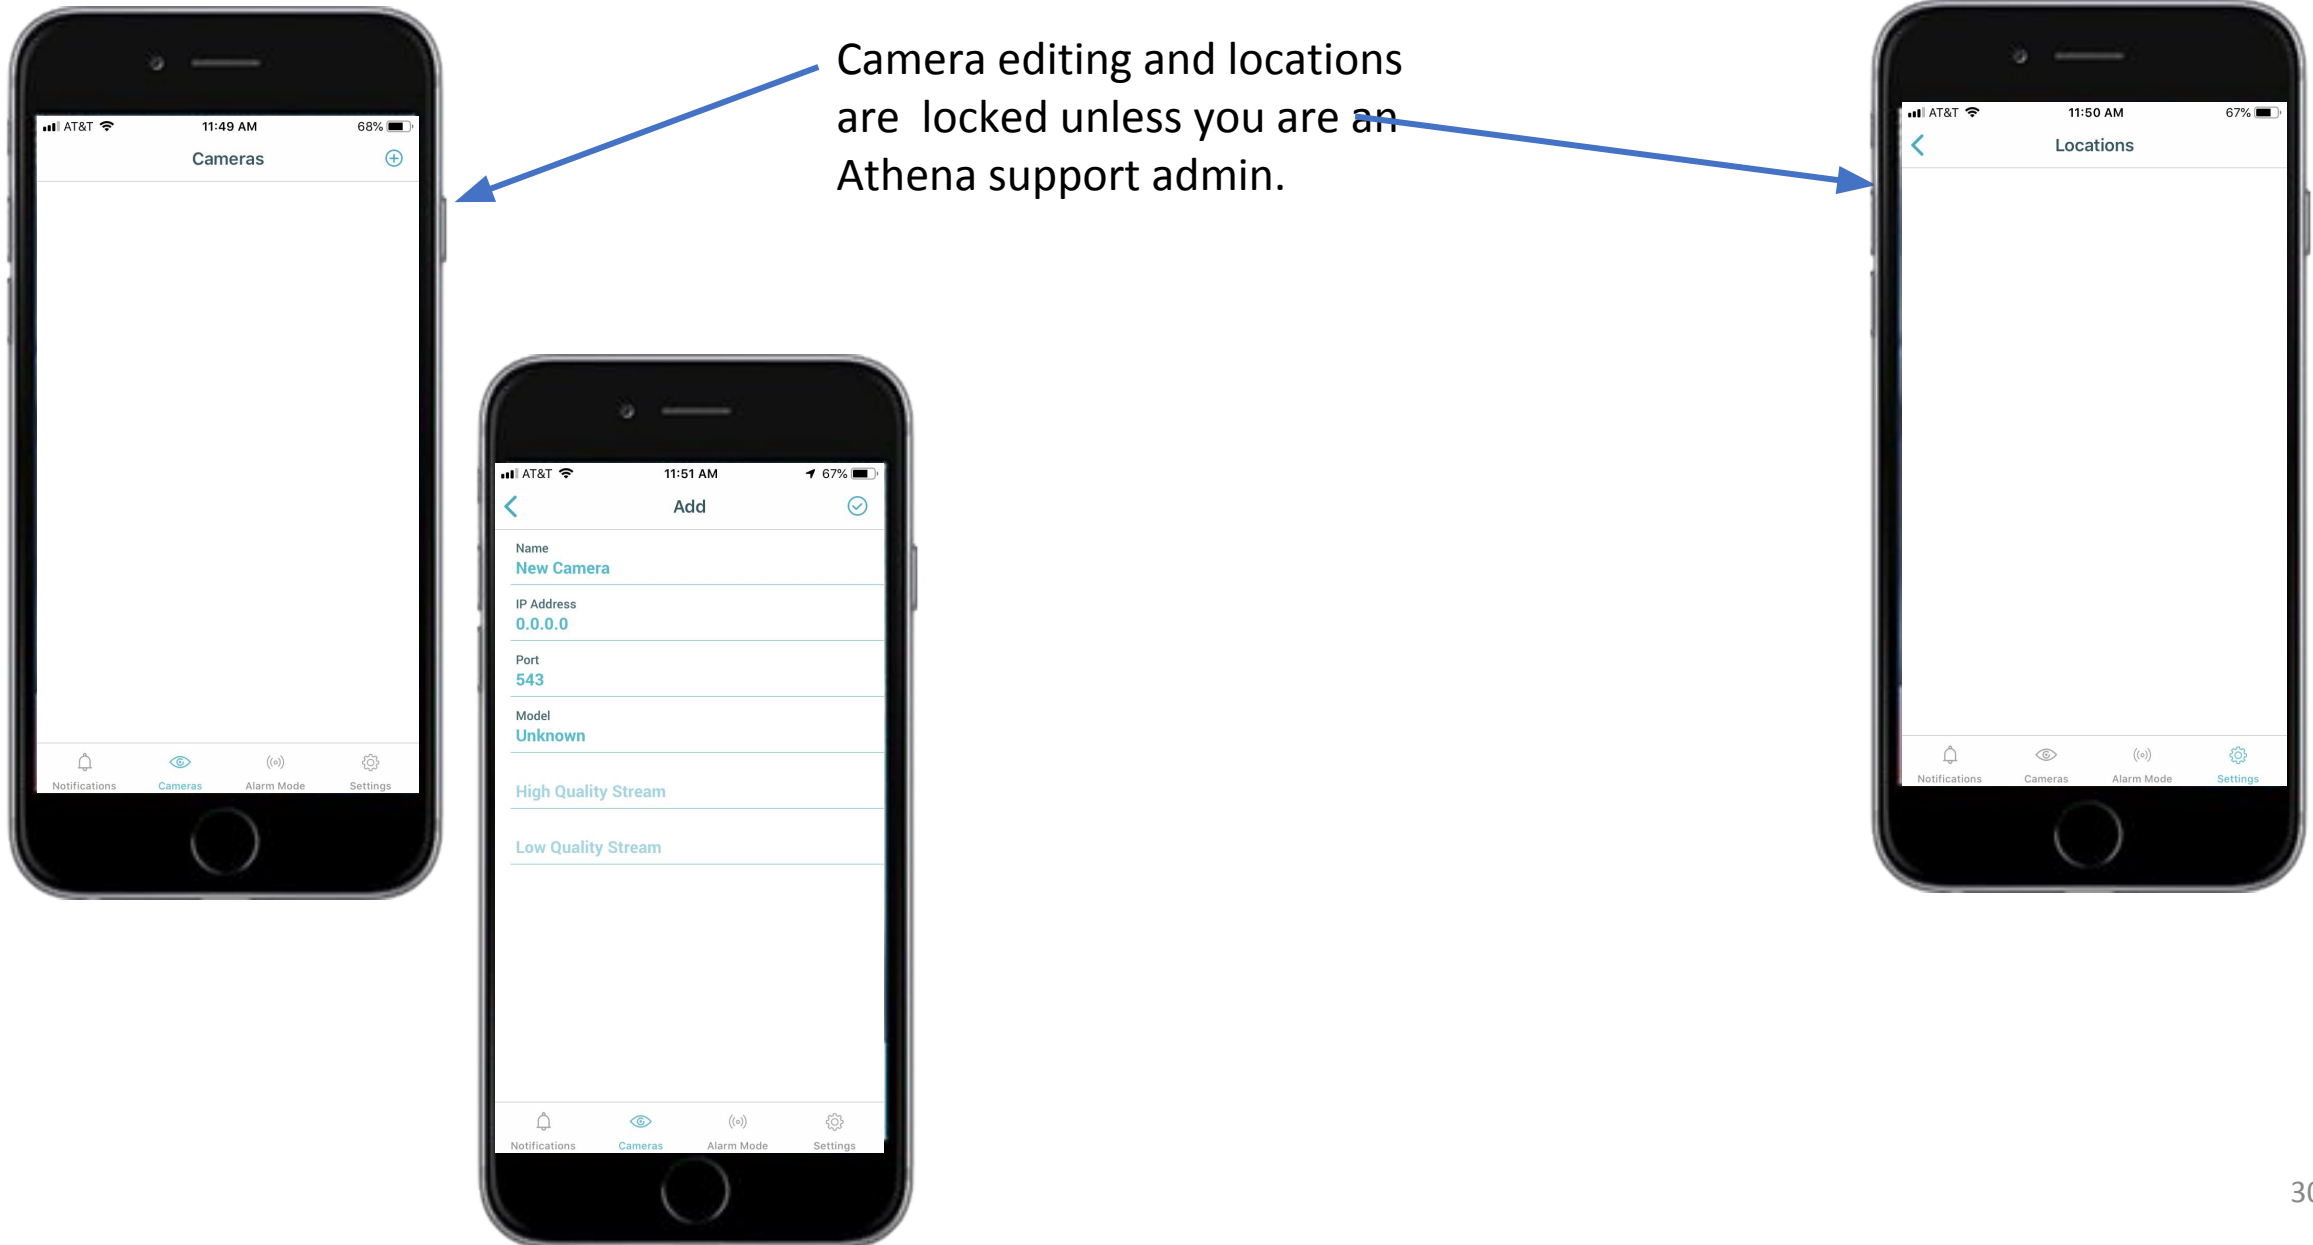 Camera editing and locations
are  locked unless you are an
Athena support admin.
AT&T 11:49 AM 68%
Cameras
Notifications Cameras Alarm Mode Settings
AT&T 11:51 AM 67%
Add
Name
New Camera
IP Address
0.0.0.0
Port
543
Model
Unknown
High Quality Stream
Low Quality Stream
Notifications Cameras Alarm Mode Settings
AT&T 11:50 AM 67%
Locations
Notifications Cameras Alarm Mode Settings
30